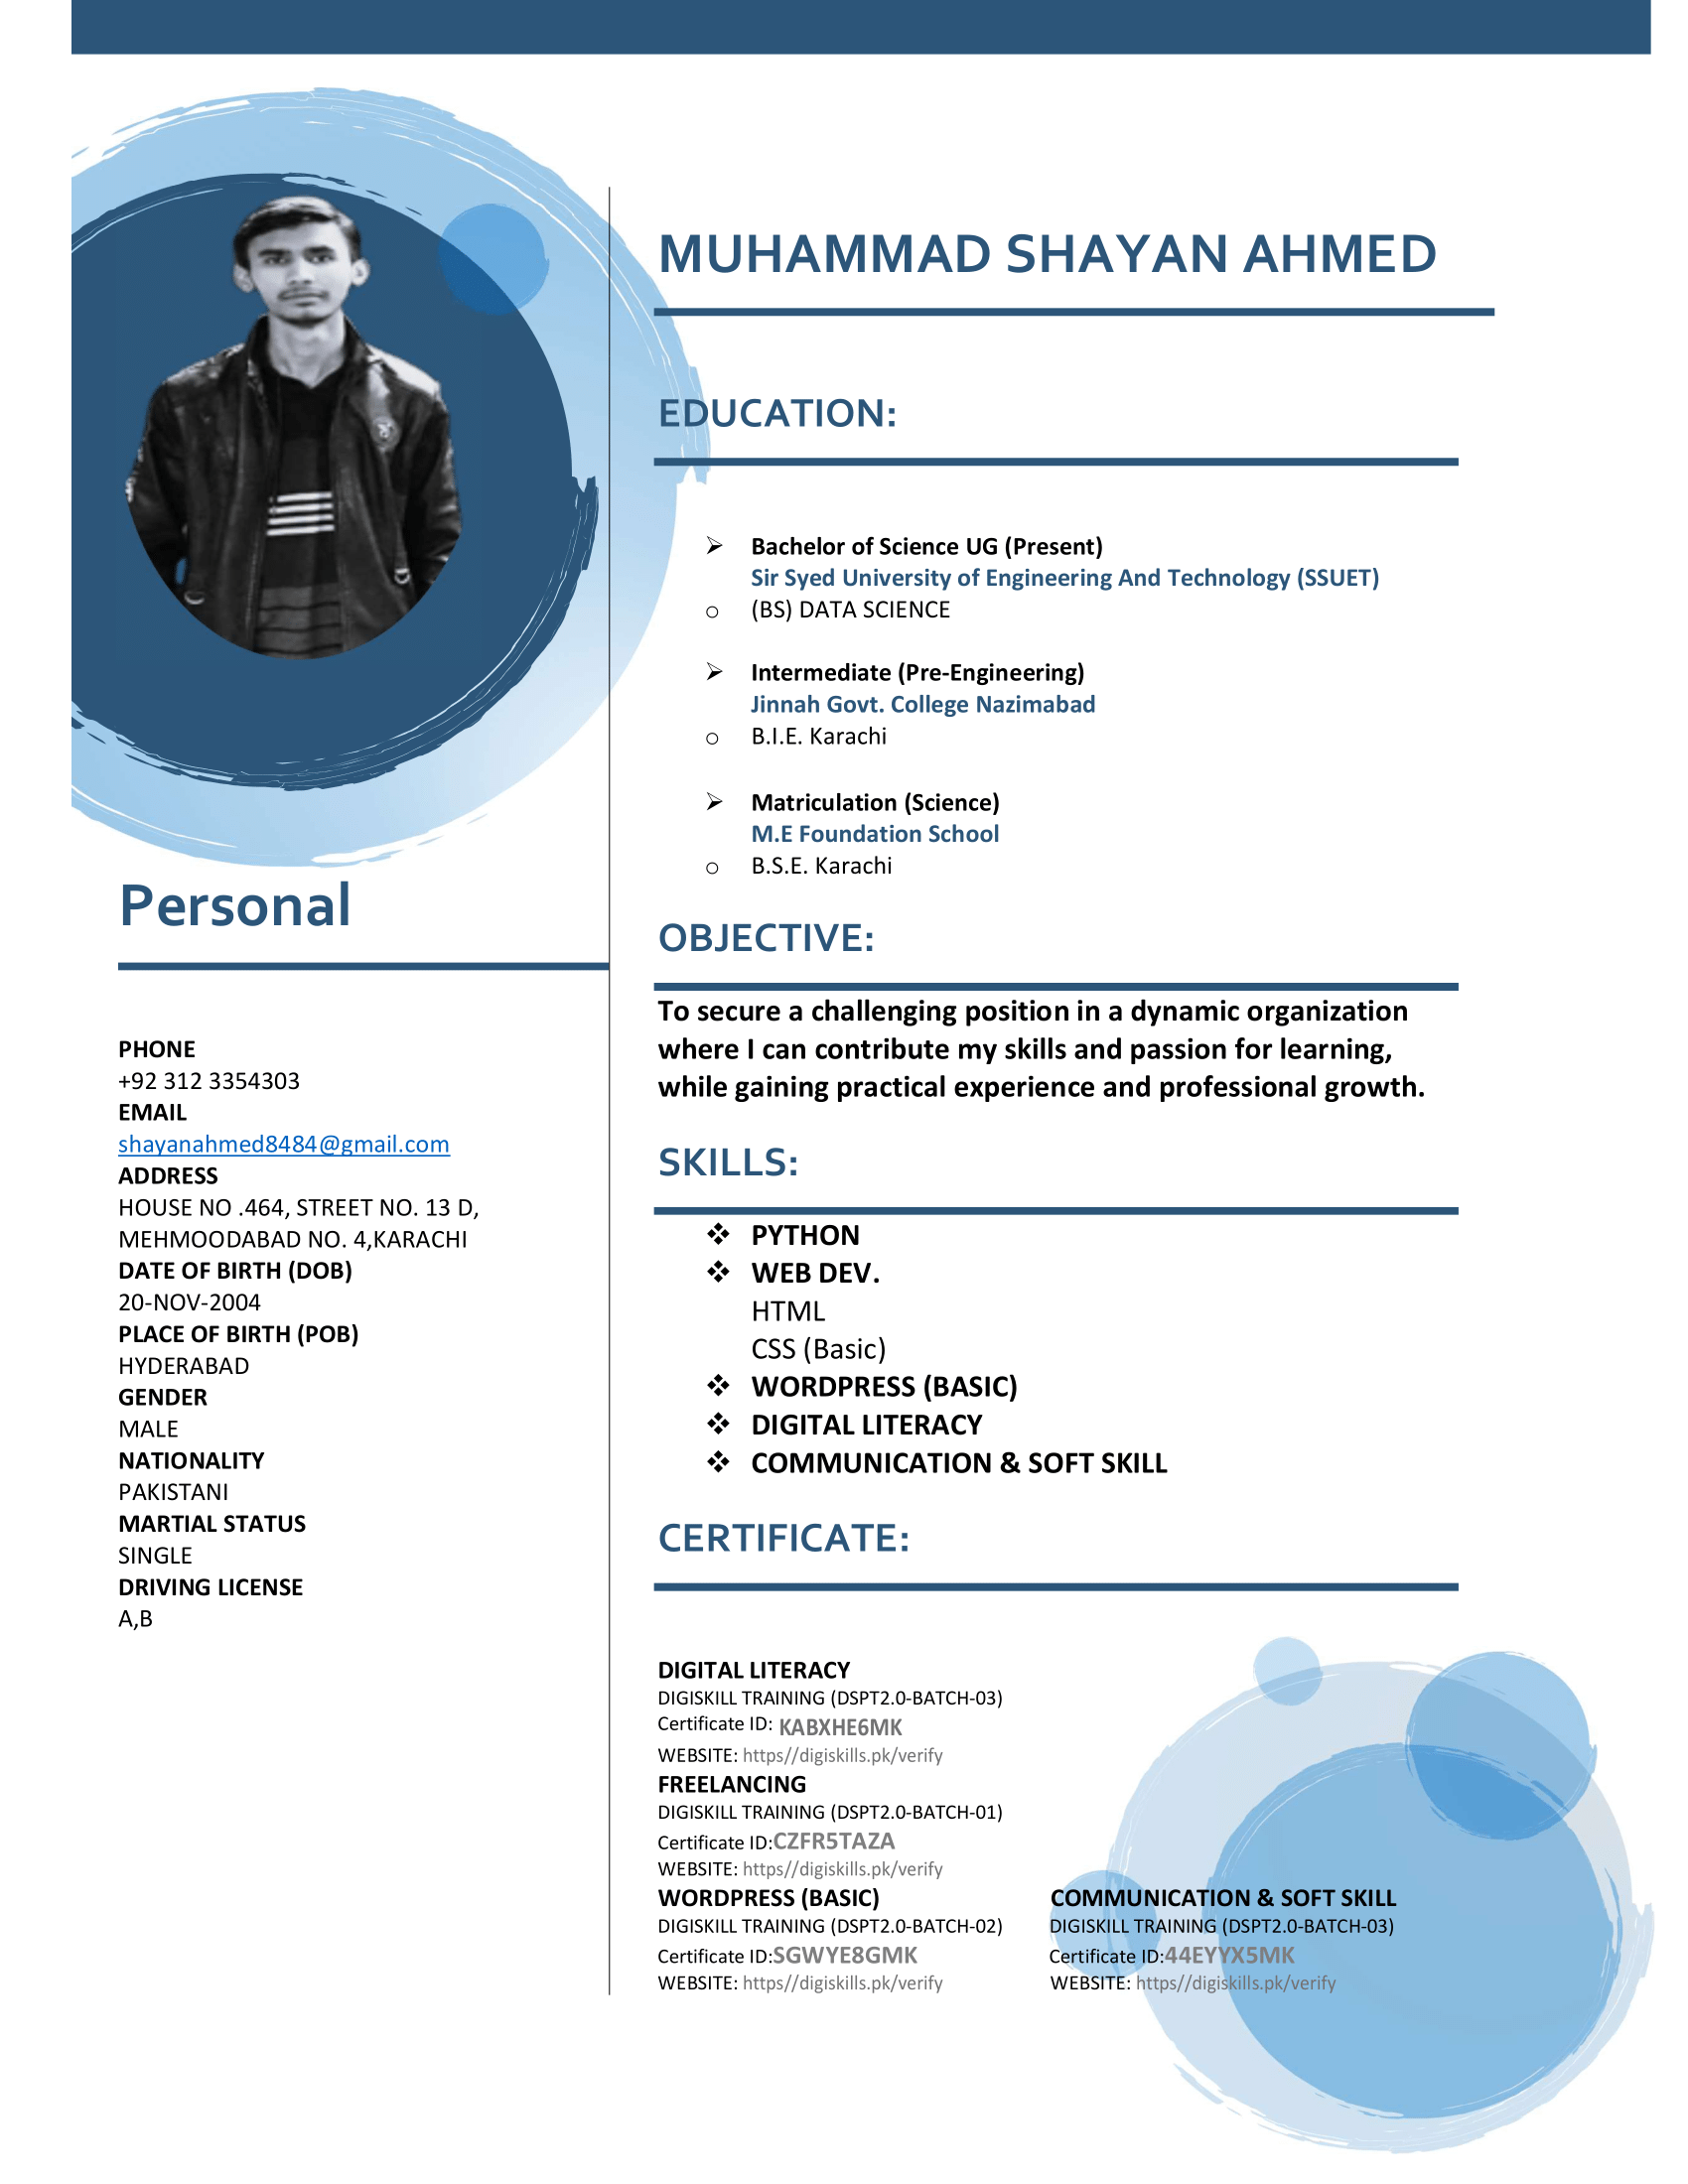 MUHAMMAD SHAYAN AHMED
EDUCATION:
Bachelor of Science UG (Present)
Sir Syed University of Engineering And Technology (SSUET)
(BS) DATA SCIENCE
Intermediate (Pre-Engineering)
Jinnah Govt. College Nazimabad
B.I.E. Karachi
Matriculation (Science)
M.E Foundation School
B.S.E. Karachi
Personal
PHONE
+92 312 3354303
EMAIL
shayanahmed8484@gmail.com
ADDRESS
HOUSE NO .464, STREET NO. 13 D,
MEHMOODABAD NO. 4,KARACHI
DATE OF BIRTH (DOB)
20-NOV-2004
PLACE OF BIRTH (POB)
HYDERABAD
GENDER
MALE
NATIONALITY
PAKISTANI
MARTIAL STATUS
SINGLE
DRIVING LICENSE
A,B
OBJECTIVE:
To secure a challenging position in a dynamic organization
where I can contribute my skills and passion for learning,
while gaining practical experience and professional growth.
SKILLS:
PYTHON
WEB DEV.
HTML
CSS (Basic)
WORDPRESS (BASIC)
DIGITAL LITERACY
COMMUNICATION & SOFT SKILL
CERTIFICATE:
DIGITAL LITERACY
DIGISKILL TRAINING (DSPT2.0-BATCH-03)
Certificate ID: KABXHE6MK
WEBSITE: https//digiskills.pk/verify
FREELANCING
DIGISKILL TRAINING (DSPT2.0-BATCH-01)
Certificate ID:CZFR5TAZA
WEBSITE: https//digiskills.pk/verify
WORDPRESS (BASIC)
DIGISKILL TRAINING (DSPT2.0-BATCH-02)
Certificate ID:SGWYE8GMK
WEBSITE: https//digiskills.pk/verify
COMMUNICATION & SOFT SKILL
DIGISKILL TRAINING (DSPT2.0-BATCH-03)
Certificate ID:44EYYX5MK
WEBSITE: https//digiskills.pk/verify